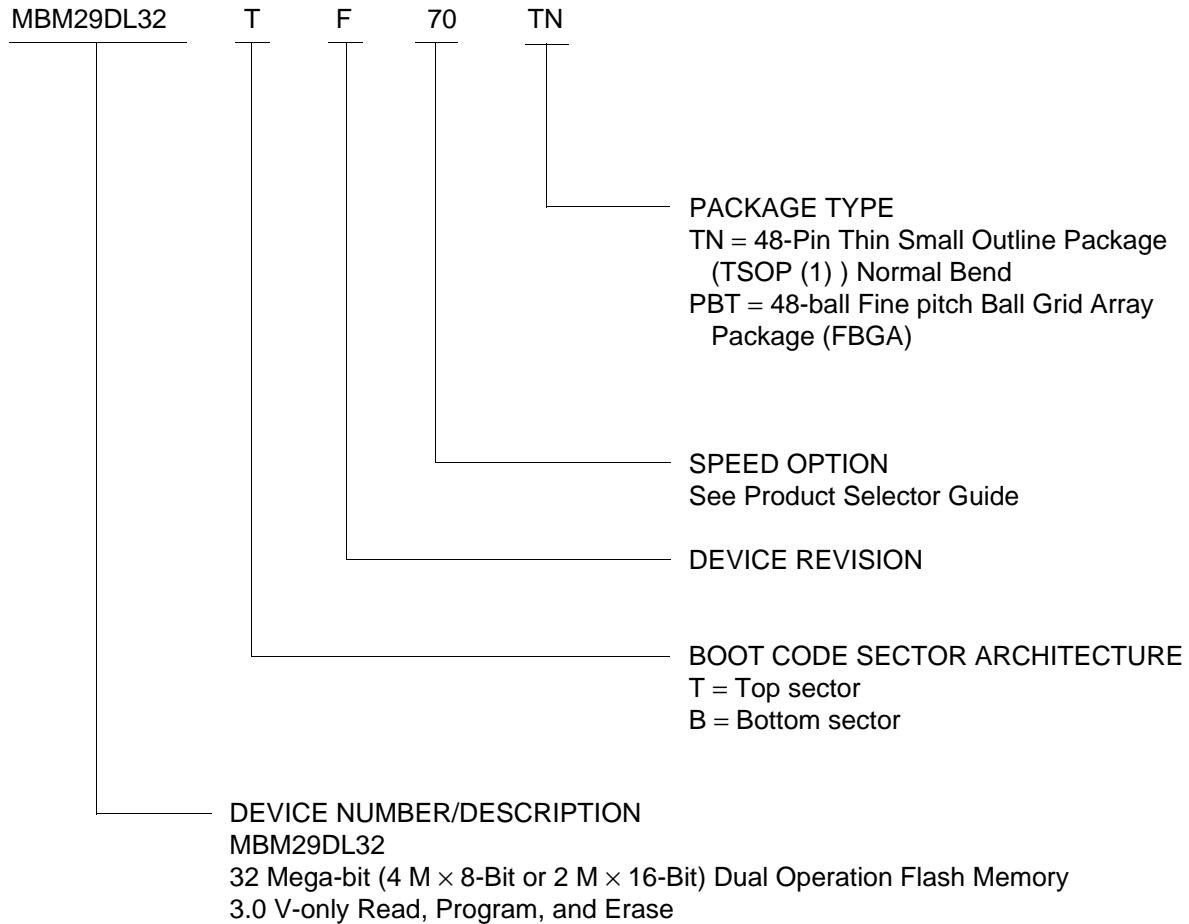 MBM29DL32 T F 70 TN
PACKAGE TYPE
TN = 48-Pin Thin Small Outline Package
(TSOP (1) ) Normal Bend
PBT = 48-ball Fine pitch Ball Grid Array
Package (FBGA)
SPEED OPTION
See Product Selector Guide
DEVICE REVISION
BOOT CODE SECTOR ARCHITECTURE
T = Top sector
B = Bottom sector
DEVICE NUMBER/DESCRIPTION
MBM29DL32
32 Mega-bit (4 M × 8-Bit or 2 M × 16-Bit) Dual Operation Flash Memory
3.0 V-only Read, Program, and Erase